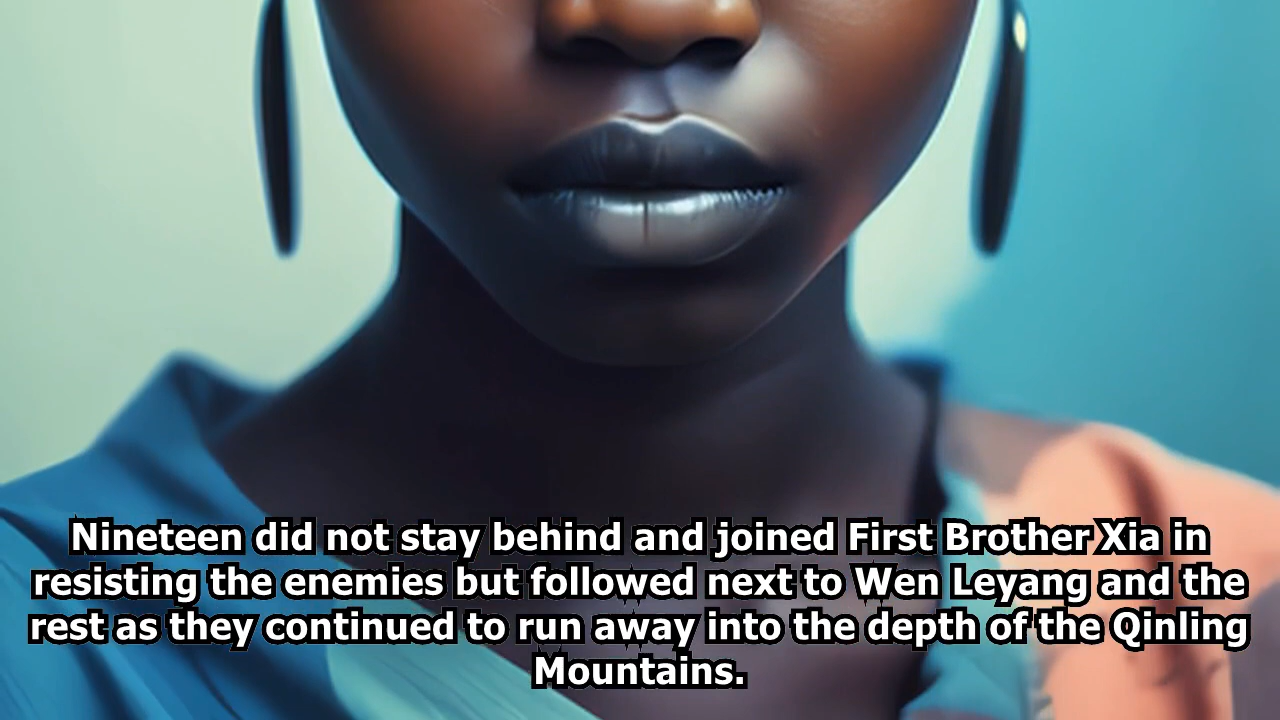 Nineteen did not stay behind and joined First Brother Xia in
resisting the enemies but followed next to Wen Leyang and the
rest as they continued to run away into the depth of the Qinling
Mountains.